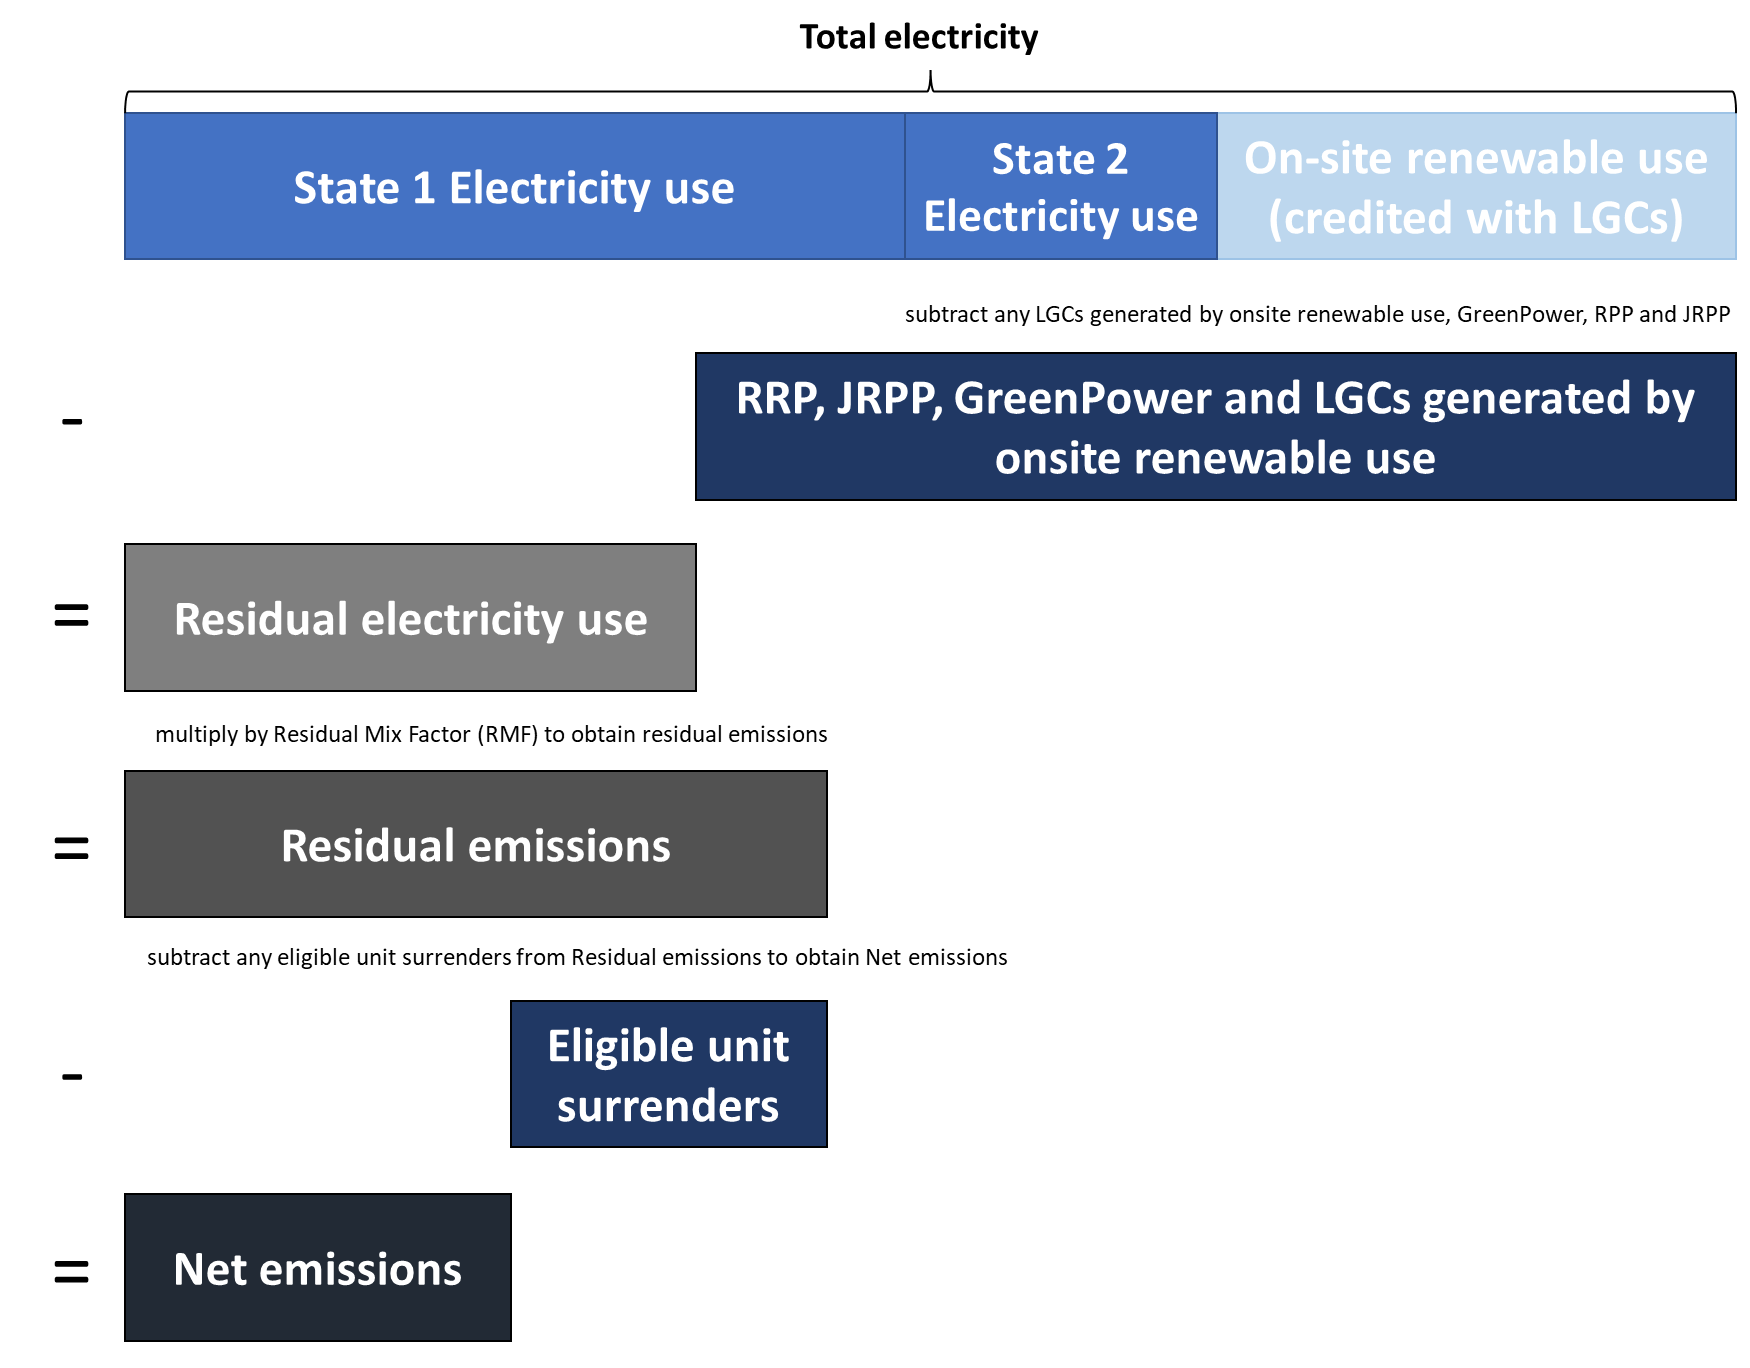 Total electricity
State 1 Electricity use
State 2
Electricity use
On-site renewable use
(credited with LGCs)
subtract any LGCs generated by onsite renewable use, GreenPower, RPP and JRPP
-
RRP, JRPP, GreenPower and LGCs generated by
onsite renewable use
=
Residual electricity use
multiply by Residual Mix Factor (RMF) to obtain residual emissions
=
Residual emissions
subtract any eligible unit surrenders from Residual emissions to obtain Net emissions
-
Eligible unit
surrenders
=
Net emissions